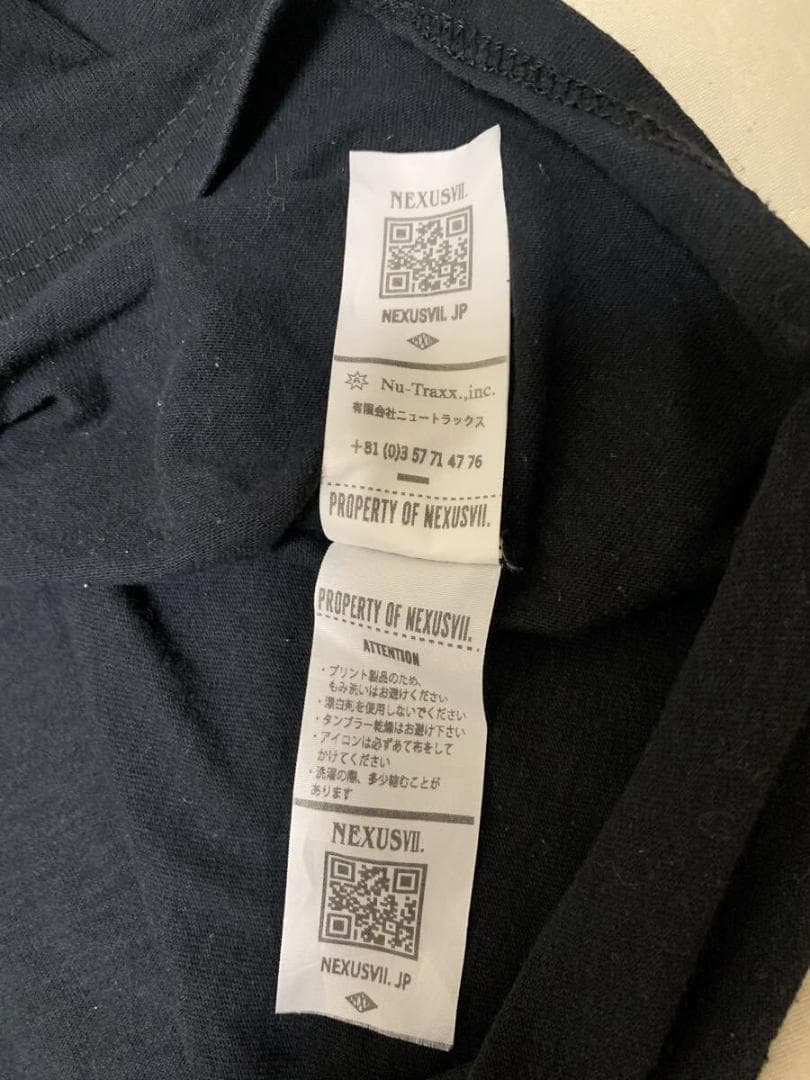 NEXUSVII.
NEXUSVII. JP
NXL
Nu-Traxx.,inc.
有限会社ニュートラックス
+81 (0)3 57 71 47 76
PROPERTY OF NEXUSVII.
PROPERTY OF NEXUSVII.
ATTENTION
・プリント製品のため、
もみ洗いはお避けください
・漂白剤を使用しないでください
・タンブラー乾燥はお避け下さい
・アイコンは必ずあて布をして
かけてください
・洗濯の際、多少縮むことが
あります
NEXUSVII.
NEXUSVII. JP